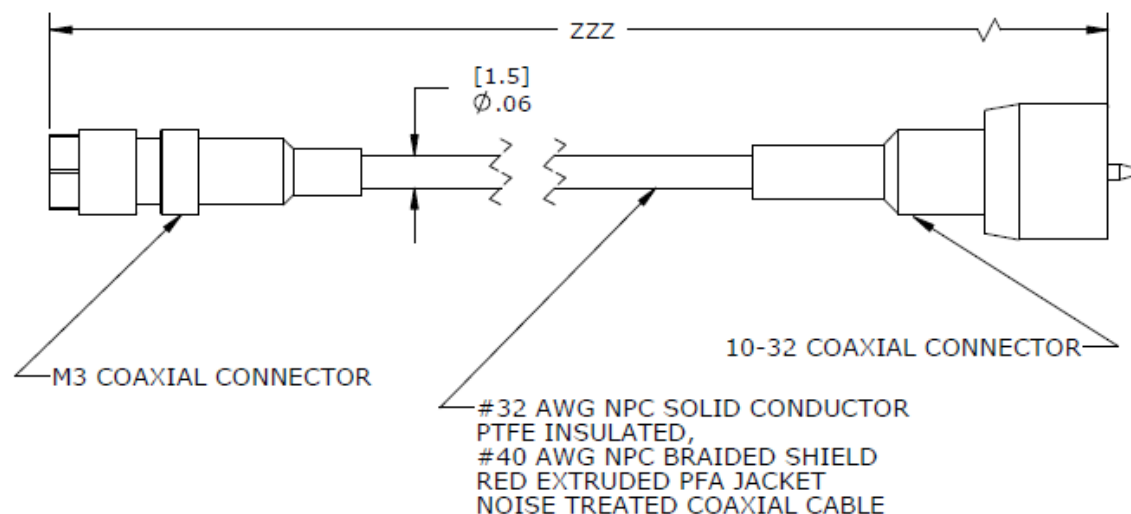 ZZZ
[1.5]
Ø.06
10-32 COAXIAL CONNECTOR
M3 COAXIAL CONNECTOR
#32 AWG NPC SOLID CONDUCTOR
PTFE INSULATED,
#40 AWG NPC BRAIDED SHIELD
RED EXTRUDED PFA JACKET
NOISE TREATED COAXIAL CABLE